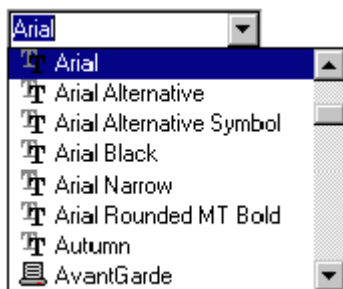 Arial
Arial
Arial Alternative
Arial Alternative Symbol
Arial Black
Arial Narrow
Arial Rounded MT Bold
Autumn
AvantGarde